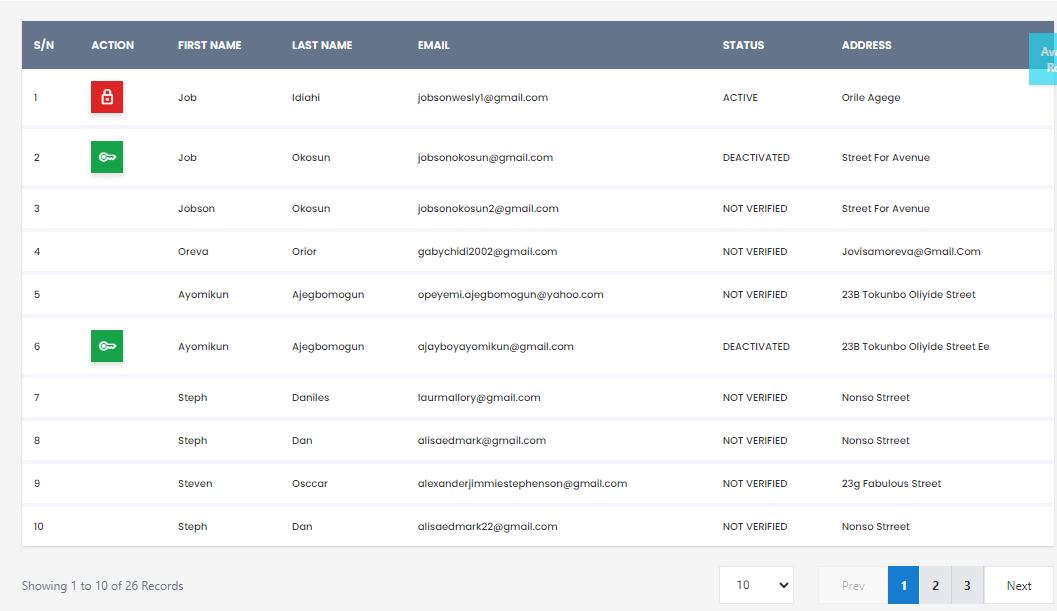 S/N ACTION FIRST NAME LAST NAME EMAIL STATUS ADDRESS
1 Job Idiahi jobsonwesly1@gmail.com ACTIVE Orile Agege
2 Job Okosun jobsonokosun@gmail.com DEACTIVATED Street For Avenue
3 Jobson Okosun jobsonokosun2@gmail.com NOT VERIFIED Street For Avenue
4 Oreva Orior gabychidi2002@gmail.com NOT VERIFIED Jovisamoreva@Gmail.Com
5 Ayomikun Ajegbomogun opeyemi.ajegbomogun@yahoo.com NOT VERIFIED 23B Tokunbo Oliyide Street
6 Ayomikun Ajegbomogun ajayboyayomikun@gmail.com DEACTIVATED 23B Tokunbo Oliyide Street Ee
7 Steph Daniles laurmallory@gmail.com NOT VERIFIED Nonso Strreet
8 Steph Dan alisaedmark@gmail.com NOT VERIFIED Nonso Strreet
9 Steven Osccar alexanderjimmiestephenson@gmail.com NOT VERIFIED 23g Fabulous Street
10 Steph Dan alisaedmark22@gmail.com NOT VERIFIED Nonso Strreet
Showing 1 to 10 of 26 Records 10 Prev 1 2 3 Next